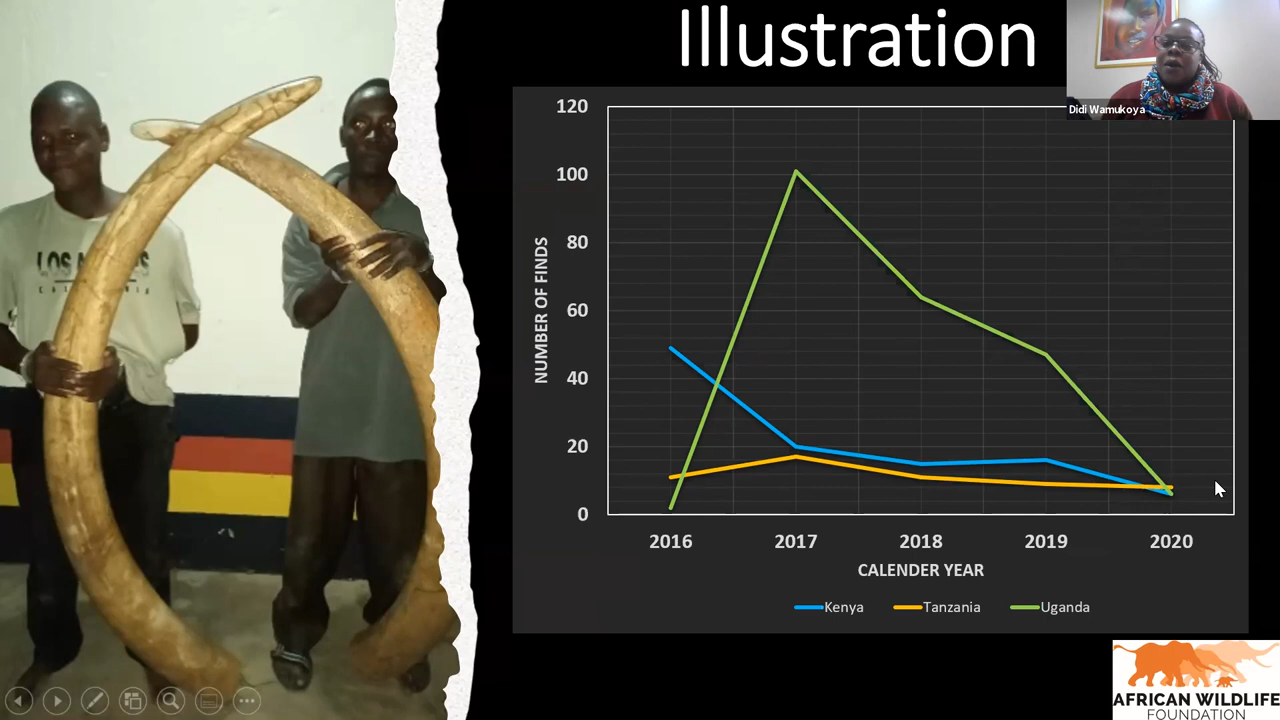 Illustration
Didi Wamukoya
120
100
80
60
40
20
0
NUMBER OF FINDS
2016 2017 2018 2019 2020
CALENDER YEAR
Kenya Tanzania Uganda
AFRICAN WILDLIFE
FOUNDATION